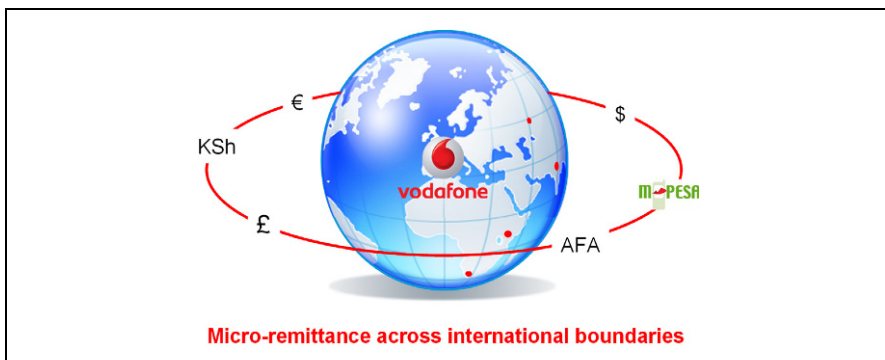 €
$
KSh
vodafone
M-PESA
£
AFA
Micro-remittance across international boundaries